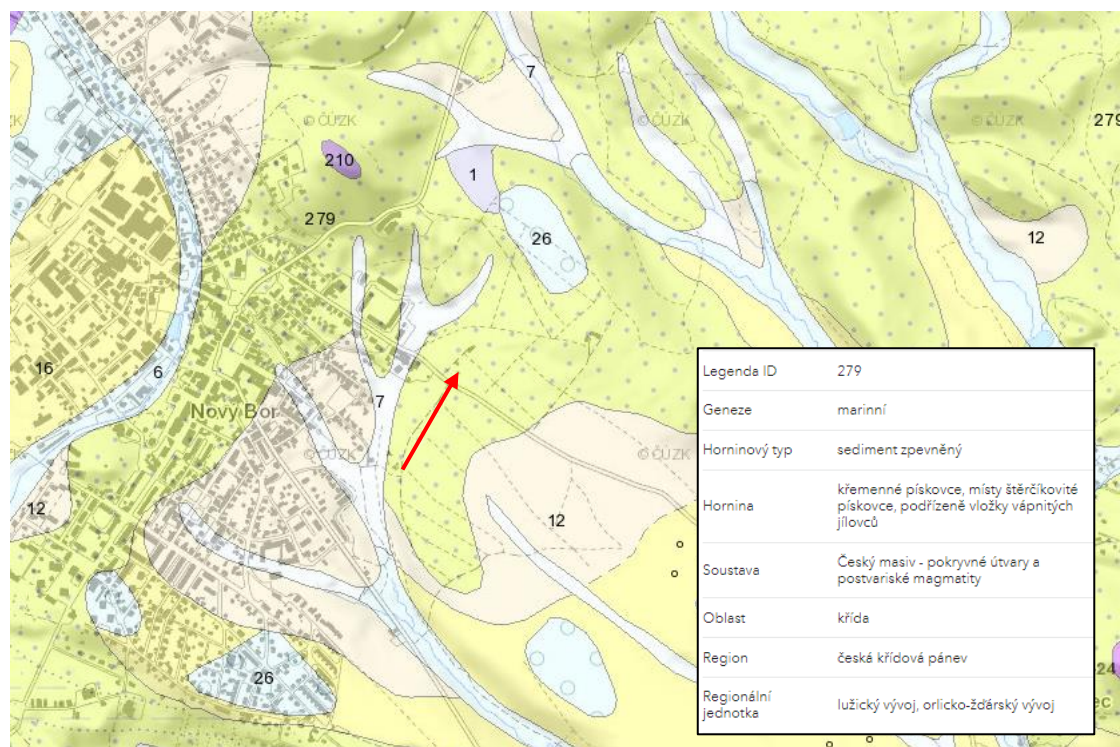 © ČÚZK
© ČÚZK
© ČÚZK
7
279
210
1
279
26
12
16
6
Novy Bor
7
© ČÚZK
© ČÚZK
12
12
26
24
Legenda ID 279
Geneze marinní
Horninový typ sediment zpevněný
Hornina křemenné pískovce, místy štěrčíkovité
pískovce, podřízeně vložky vápnitých
jílovců
Soustava Český masiv - pokryvné útvary a
postvariské magmatity
Oblast křída
Region česká křídová pánev
Regionální
jednotka lužický vývoj, orlicko-žďárský vývoj